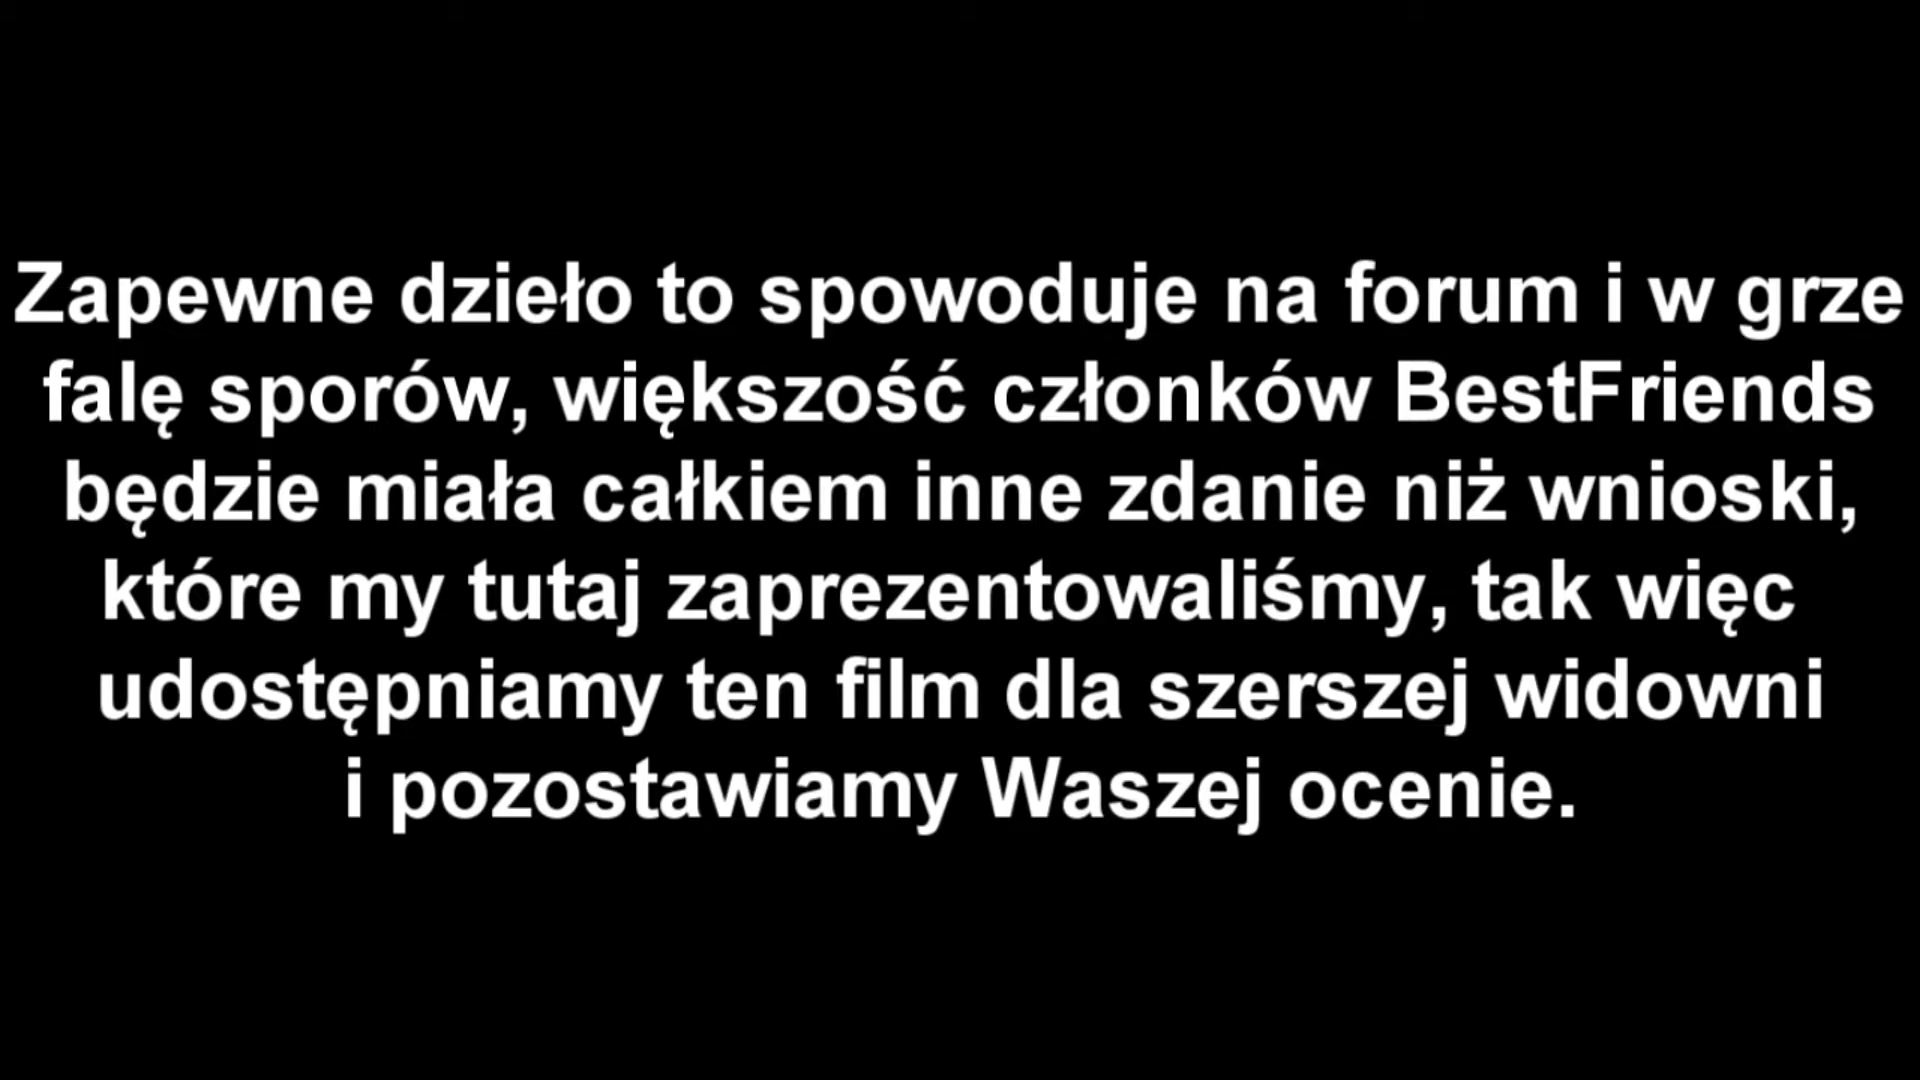 Zapewne dzieło to spowoduje na forum i w grze
falę sporów, większość członków BestFriends
będzie miała całkiem inne zdanie niż wnioski,
które my tutaj zaprezentowaliśmy, tak więc
udostępniamy ten film dla szerszej widowni
i pozostawiamy Waszej ocenie.